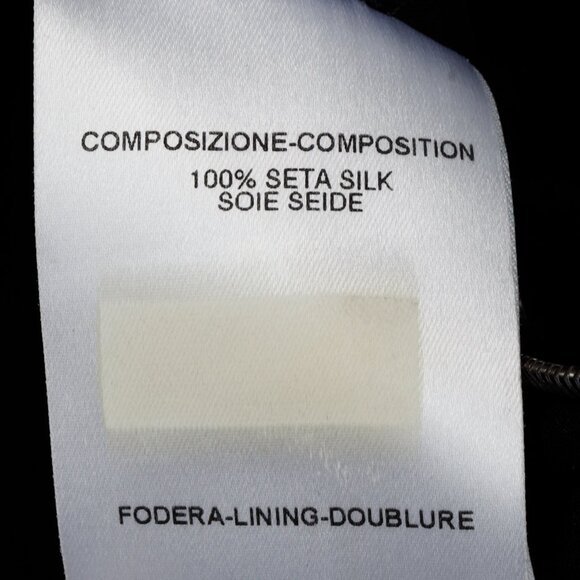 COMPOSIZIONE-COMPOSITION
100% SETA SILK
SOIE SEIDE
FODERA-LINING-DOUBLURE